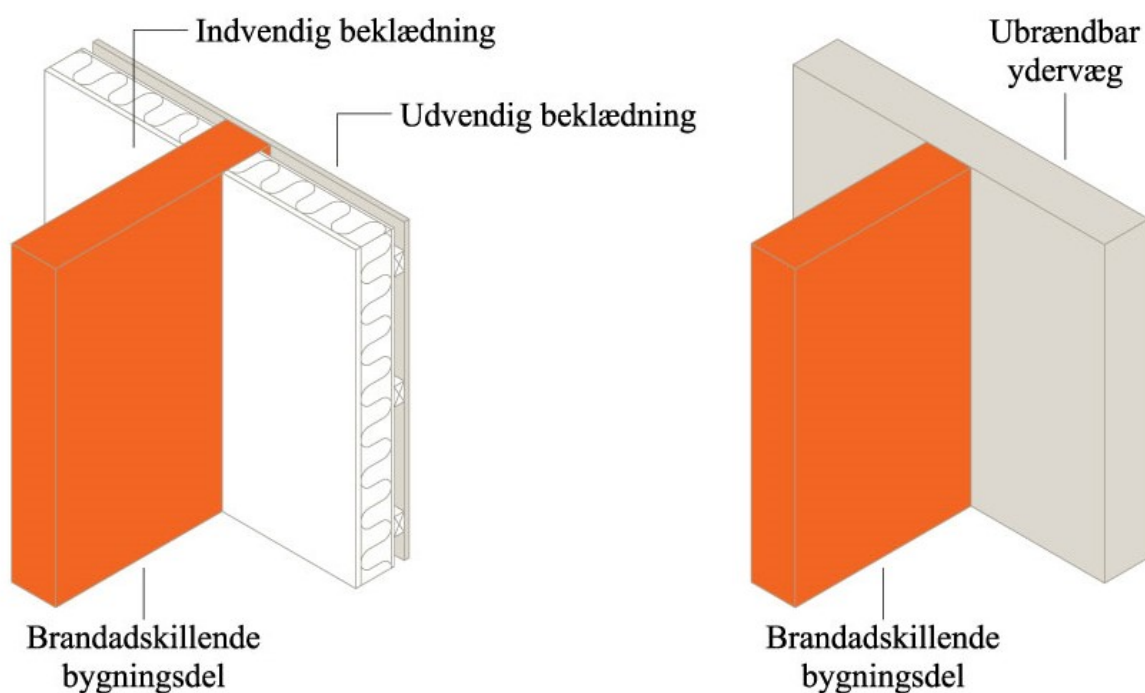 Indvendig beklædning
Udvendig beklædning
Brandadskillende
bygningsdel
Ubrændbar
ydervæg
Brandadskillende
bygningsdel